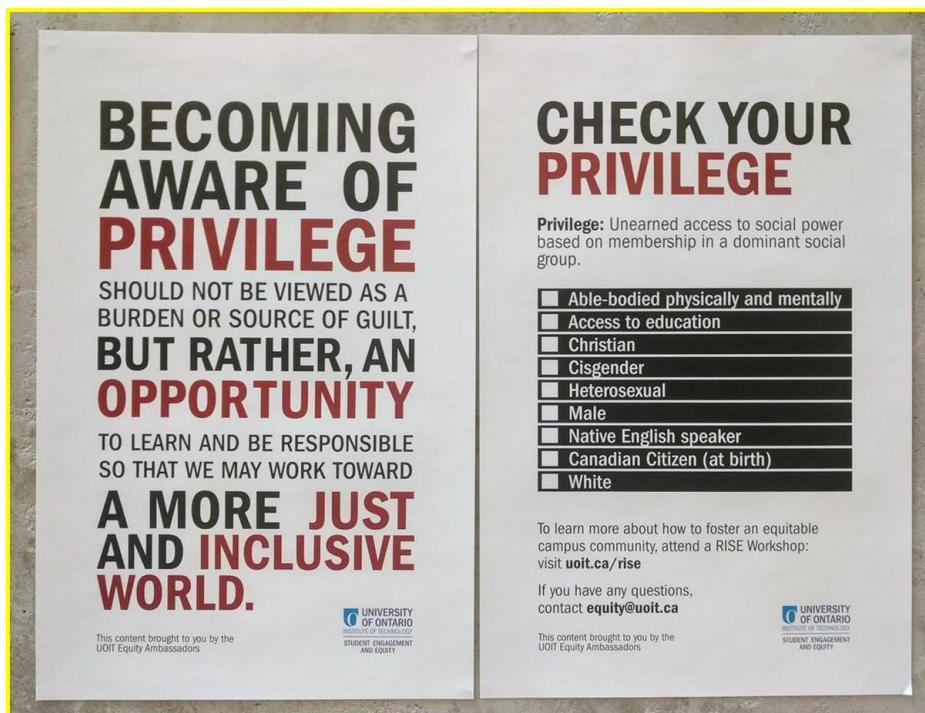 BECOMING
AWARE OF
PRIVILEGE
SHOULD NOT BE VIEWED AS A
BURDEN OR SOURCE OF GUILT,
BUT RATHER, AN
OPPORTUNITY
TO LEARN AND BE RESPONSIBLE
SO THAT WE MAY WORK TOWARD
A MORE JUST
AND INCLUSIVE
WORLD.
This content brought to you by the
UOIT Equity Ambassadors
UNIVERSITY
OF ONTARIO
INSTITUTE OF TECHNOLOGY
STUDENT ENGAGEMENT
AND EQUITY
CHECK YOUR
PRIVILEGE
Privilege: Unearned access to social power
based on membership in a dominant social
group.
Able-bodied physically and mentally
Access to education
Christian
Cisgender
Heterosexual
Male
Native English speaker
Canadian Citizen (at birth)
White
To learn more about how to foster an equitable
campus community, attend a RISE Workshop:
visit uoit.ca/rise
If you have any questions,
contact equity@uoit.ca
This content brought to you by the
UOIT Equity Ambassadors
UNIVERSITY
OF ONTARIO
INSTITUTE OF TECHNOLOGY
STUDENT ENGAGEMENT
AND EQUITY